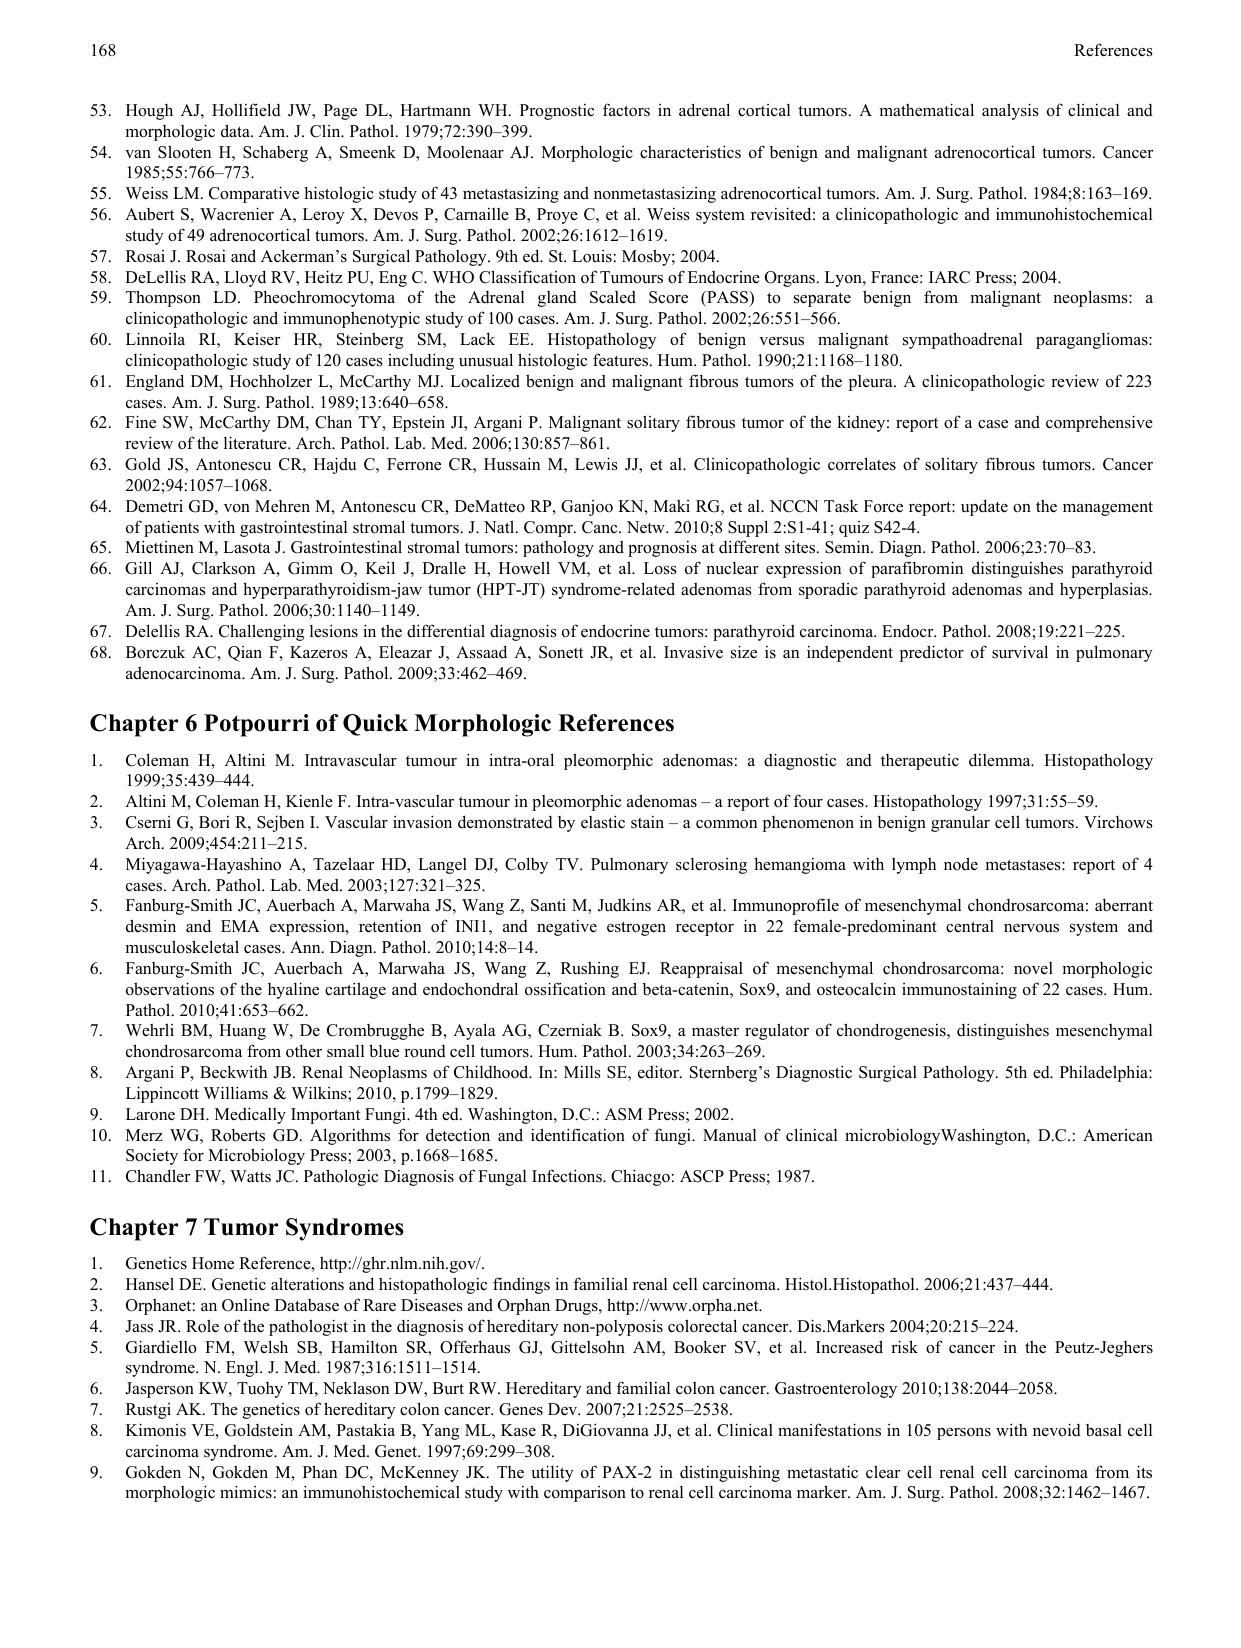 168
References
53. Hough AJ, Hollifield JW, Page DL, Hartmann WH. Prognostic factors in adrenal cortical tumors. A mathematical analysis of clinical and
morphologic data. Am. J. Clin. Pathol. 1979;72:390–399.
54. van Slooten H, Schaberg A, Smeenk D, Moolenaar AJ. Morphologic characteristics of benign and malignant adrenocortical tumors. Cancer
1985;55:766–773.
55. Weiss LM. Comparative histologic study of 43 metastasizing and nonmetastasizing adrenocortical tumors. Am. J. Surg. Pathol. 1984;8:163–169.
56. Aubert S, Wacrenier A, Leroy X, Devos P, Carnaille B, Proye C, et al. Weiss system revisited: a clinicopathologic and immunohistochemical
study of 49 adrenocortical tumors. Am. J. Surg. Pathol. 2002;26:1612–1619.
57. Rosai J. Rosai and Ackerman’s Surgical Pathology. 9th ed. St. Louis: Mosby; 2004.
58. DeLellis RA, Lloyd RV, Heitz PU, Eng C. WHO Classification of Tumours of Endocrine Organs. Lyon, France: IARC Press; 2004.
59. Thompson LD. Pheochromocytoma of the Adrenal gland Scaled Score (PASS) to separate benign from malignant neoplasms: a
clinicopathologic and immunophenotypic study of 100 cases. Am. J. Surg. Pathol. 2002;26:551–566.
60. Linnoila RI, Keiser HR, Steinberg SM, Lack EE. Histopathology of benign versus malignant sympathoadrenal paragangliomas:
clinicopathologic study of 120 cases including unusual histologic features. Hum. Pathol. 1990;21:1168–1180.
61. England DM, Hochholzer L, McCarthy MJ. Localized benign and malignant fibrous tumors of the pleura. A clinicopathologic review of 223
cases. Am. J. Surg. Pathol. 1989;13:640–658.
62. Fine SW, McCarthy DM, Chan TY, Epstein JI, Argani P. Malignant solitary fibrous tumor of the kidney: report of a case and comprehensive
review of the literature. Arch. Pathol. Lab. Med. 2006;130:857–861.
63. Gold JS, Antonescu CR, Hajdu C, Ferrone CR, Hussain M, Lewis JJ, et al. Clinicopathologic correlates of solitary fibrous tumors. Cancer
2002;94:1057–1068.
64. Demetri GD, von Mehren M, Antonescu CR, DeMatteo RP, Ganjoo KN, Maki RG, et al. NCCN Task Force report: update on the management
of patients with gastrointestinal stromal tumors. J. Natl. Compr. Canc. Netw. 2010;8 Suppl 2:S1-41; quiz S42-4.
65. Miettinen M, Lasota J. Gastrointestinal stromal tumors: pathology and prognosis at different sites. Semin. Diagn. Pathol. 2006;23:70–83.
66. Gill AJ, Clarkson A, Gimm O, Keil J, Dralle H, Howell VM, et al. Loss of nuclear expression of parafibromin distinguishes parathyroid
carcinomas and hyperparathyroidism-jaw tumor (HPT-JT) syndrome-related adenomas from sporadic parathyroid adenomas and hyperplasias.
Am. J. Surg. Pathol. 2006;30:1140–1149.
67. Delellis RA. Challenging lesions in the differential diagnosis of endocrine tumors: parathyroid carcinoma. Endocr. Pathol. 2008;19:221–225.
68. Borczuk AC, Qian F, Kazeros A, Eleazar J, Assaad A, Sonett JR, et al. Invasive size is an independent predictor of survival in pulmonary
adenocarcinoma. Am. J. Surg. Pathol. 2009;33:462–469.
Chapter 6 Potpourri of Quick Morphologic References
1. Coleman H, Altini M. Intravascular tumour in intra-oral pleomorphic adenomas: a diagnostic and therapeutic dilemma. Histopathology
1999;35:439–444.
2. Altini M, Coleman H, Kienle F. Intra-vascular tumour in pleomorphic adenomas – a report of four cases. Histopathology 1997;31:55–59.
3. Cserni G, Bori R, Sejben I. Vascular invasion demonstrated by elastic stain – a common phenomenon in benign granular cell tumors. Virchows
Arch. 2009;454:211–215.
4. Miyagawa-Hayashino A, Tazelaar HD, Langel DJ, Colby TV. Pulmonary sclerosing hemangioma with lymph node metastases: report of 4
cases. Arch. Pathol. Lab. Med. 2003;127:321–325.
5. Fanburg-Smith JC, Auerbach A, Marwaha JS, Wang Z, Santi M, Judkins AR, et al. Immunoprofile of mesenchymal chondrosarcoma: aberrant
desmin and EMA expression, retention of INI1, and negative estrogen receptor in 22 female-predominant central nervous system and
musculoskeletal cases. Ann. Diagn. Pathol. 2010;14:8–14.
6. Fanburg-Smith JC, Auerbach A, Marwaha JS, Wang Z, Rushing EJ. Reappraisal of mesenchymal chondrosarcoma: novel morphologic
observations of the hyaline cartilage and endochondral ossification and beta-catenin, Sox9, and osteocalcin immunostaining of 22 cases. Hum.
Pathol. 2010;41:653–662.
7. Wehrli BM, Huang W, De Crombrugghe B, Ayala AG, Czerniak B. Sox9, a master regulator of chondrogenesis, distinguishes mesenchymal
chondrosarcoma from other small blue round cell tumors. Hum. Pathol. 2003;34:263–269.
8. Argani P, Beckwith JB. Renal Neoplasms of Childhood. In: Mills SE, editor. Sternberg’s Diagnostic Surgical Pathology. 5th ed. Philadelphia:
Lippincott Williams & Wilkins; 2010, p.1799–1829.
9. Larone DH. Medically Important Fungi. 4th ed. Washington, D.C.: ASM Press; 2002.
10. Merz WG, Roberts GD. Algorithms for detection and identification of fungi. Manual of clinical microbiologyWashington, D.C.: American
Society for Microbiology Press; 2003, p.1668–1685.
11. Chandler FW, Watts JC. Pathologic Diagnosis of Fungal Infections. Chiacgo: ASCP Press; 1987.
Chapter 7 Tumor Syndromes
1. Genetics Home Reference, http://ghr.nlm.nih.gov/.
2. Hansel DE. Genetic alterations and histopathologic findings in familial renal cell carcinoma. Histol.Histopathol. 2006;21:437–444.
3. Orphanet: an Online Database of Rare Diseases and Orphan Drugs, http://www.orpha.net.
4. Jass JR. Role of the pathologist in the diagnosis of hereditary non-polyposis colorectal cancer. Dis.Markers 2004;20:215–224.
5. Giardiello FM, Welsh SB, Hamilton SR, Offerhaus GJ, Gittelsohn AM, Booker SV, et al. Increased risk of cancer in the Peutz-Jeghers
syndrome. N. Engl. J. Med. 1987;316:1511–1514.
6. Jasperson KW, Tuohy TM, Neklason DW, Burt RW. Hereditary and familial colon cancer. Gastroenterology 2010;138:2044–2058.
7. Rustgi AK. The genetics of hereditary colon cancer. Genes Dev. 2007;21:2525–2538.
8. Kimonis VE, Goldstein AM, Pastakia B, Yang ML, Kase R, DiGiovanna JJ, et al. Clinical manifestations in 105 persons with nevoid basal cell
carcinoma syndrome. Am. J. Med. Genet. 1997;69:299–308.
9. Gokden N, Gokden M, Phan DC, McKenney JK. The utility of PAX-2 in distinguishing metastatic clear cell renal cell carcinoma from its
morphologic mimics: an immunohistochemical study with comparison to renal cell carcinoma marker. Am. J. Surg. Pathol. 2008;32:1462–1467.